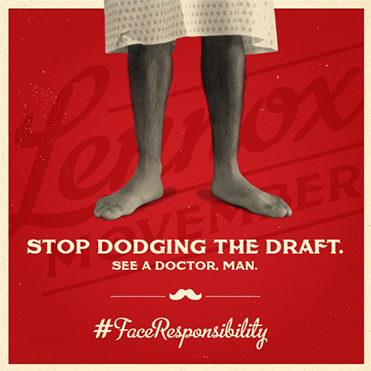 Lennox
MOVEMBER
STOP DODGING THE DRAFT.
SEE A DOCTOR, MAN.
#FaceResponsibility